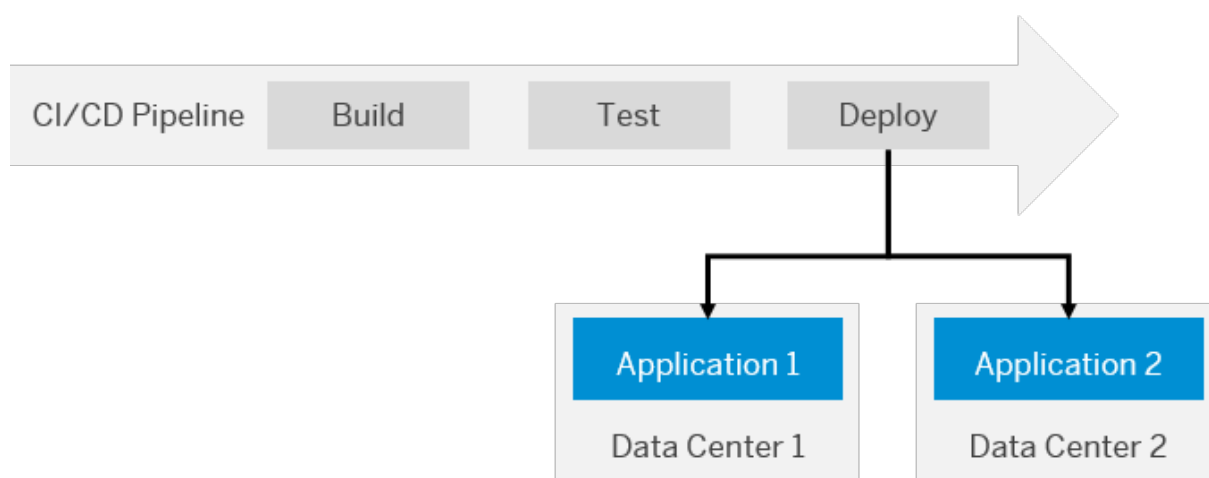 CI/CD Pipeline
Build
Test
Deploy
Application 1
Application 2
Data Center 1
Data Center 2